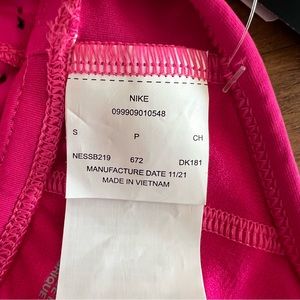 NIKE
099909010548
S P CH
NESSB219 672 DK181
MANUFACTURE DATE 11/21
MADE IN VIETNAM